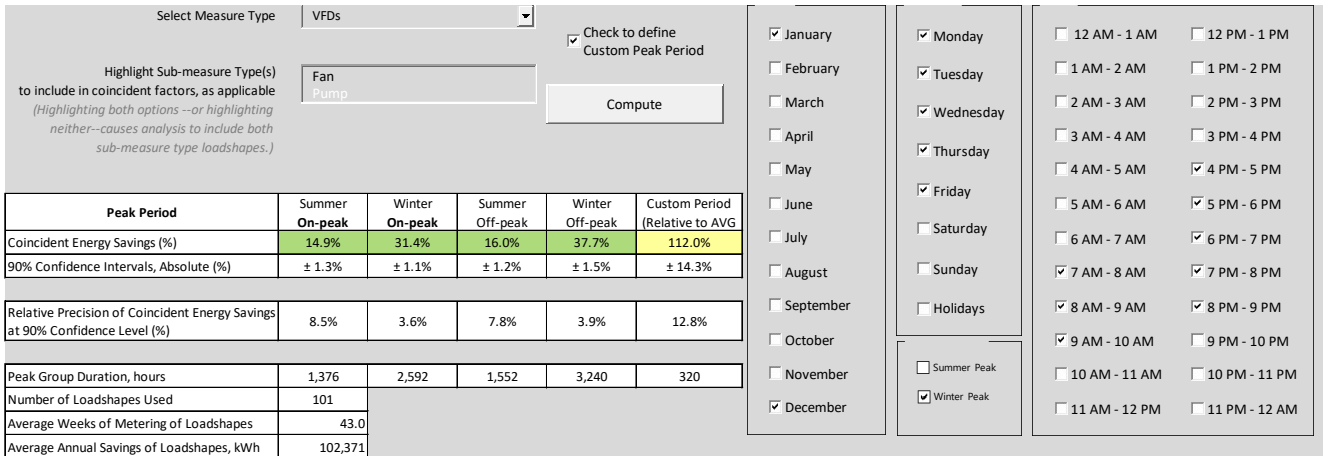 Select Measure Type
VFDs
Check to define
Custom Peak Period
Highlight Sub-measure Type(s)
to include in coincident factors, as applicable
(Highlighting both options --or highlighting
neither--causes analysis to include both
sub-measure type loadshapes.)
Fan
Pump
Compute
Peak Period
Summer
On-peak
Winter
On-peak
Summer
Off-peak
Winter
Off-peak
Custom Period
(Relative to AVG
Coincident Energy Savings (%)
14.9%
31.4%
16.0%
37.7%
112.0%
90% Confidence Intervals, Absolute (%)
± 1.3%
± 1.1%
± 1.2%
± 1.5%
± 14.3%
Relative Precision of Coincident Energy Savings
at 90% Confidence Level (%)
8.5%
3.6%
7.8%
3.9%
12.8%
Peak Group Duration, hours
1,376
2,592
1,552
3,240
320
Number of Loadshapes Used
101
Average Weeks of Metering of Loadshapes
43.0
Average Annual Savings of Loadshapes, kWh
102,371
January
February
March
April
May
June
July
August
September
October
November
December
Monday
Tuesday
Wednesday
Thursday
Friday
Saturday
Sunday
Holidays
Summer Peak
Winter Peak
12 AM - 1 AM
1 AM - 2 AM
2 AM - 3 AM
3 AM - 4 AM
4 AM - 5 AM
5 AM - 6 AM
6 AM - 7 AM
7 AM - 8 AM
8 AM - 9 AM
9 AM - 10 AM
10 AM - 11 AM
11 AM - 12 PM
12 PM - 1 PM
1 PM - 2 PM
2 PM - 3 PM
3 PM - 4 PM
4 PM - 5 PM
5 PM - 6 PM
6 PM - 7 PM
7 PM - 8 PM
8 PM - 9 PM
9 PM - 10 PM
10 PM - 11 PM
11 PM - 12 AM